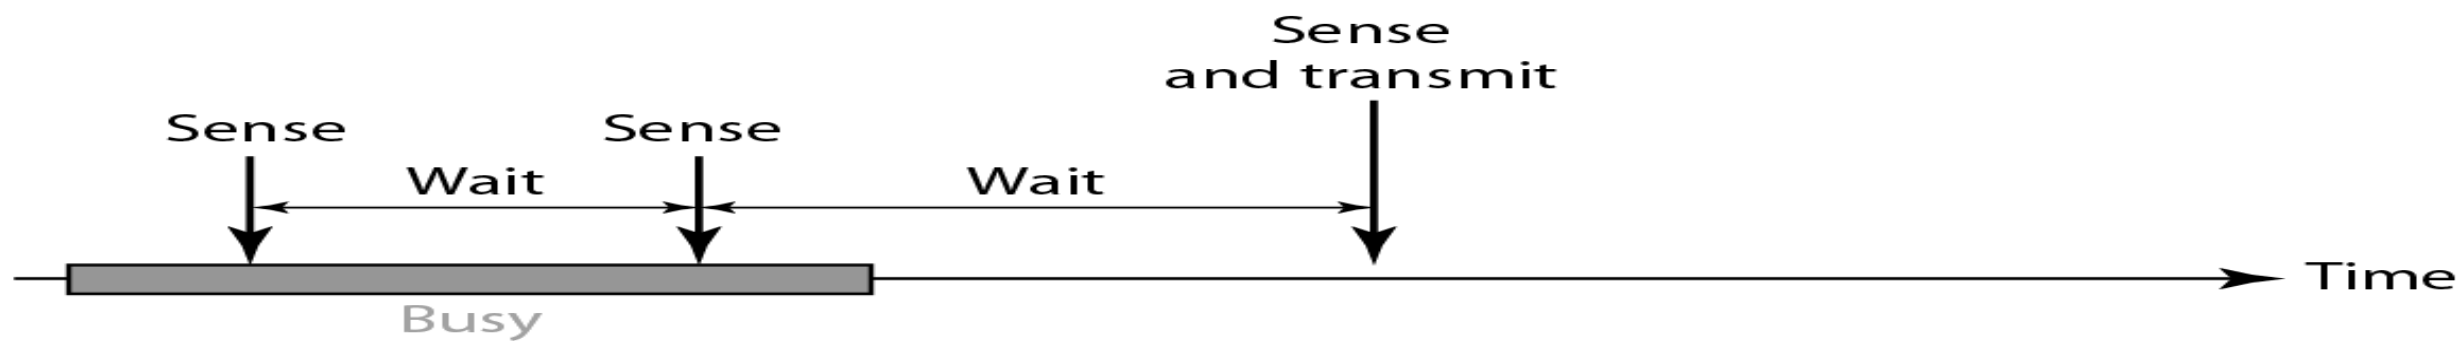 Sense
and transmit
Sense
Sense
Wait
Wait
Time
Busy